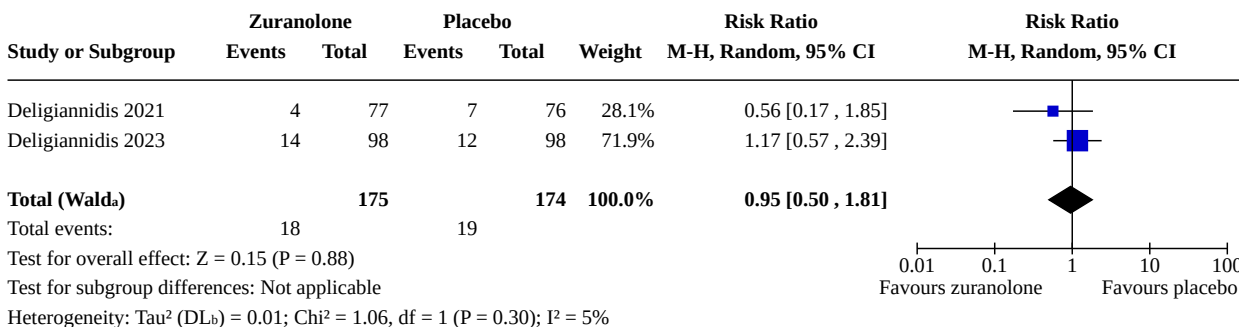 Zuranolone Placebo Risk Ratio Risk Ratio
Study or Subgroup Events Total Events Total Weight M-H, Random, 95% CI M-H, Random, 95% CI
Deligiannidis 2021 4 77 7 76 28.1% 0.56 [0.17 , 1.85]
Deligiannidis 2023 14 98 12 98 71.9% 1.17 [0.57 , 2.39]
Total (Walda) 175 174 100.0% 0.95 [0.50 , 1.81]
Total events: 18 19
Test for overall effect: Z = 0.15 (P = 0.88)
0.01 0.1 1 10 100
Test for subgroup differences: Not applicable
Favours zuranolone Favours placebo
Heterogeneity: Tau² (DLb) = 0.01; Chi² = 1.06, df = 1 (P = 0.30); I² = 5%